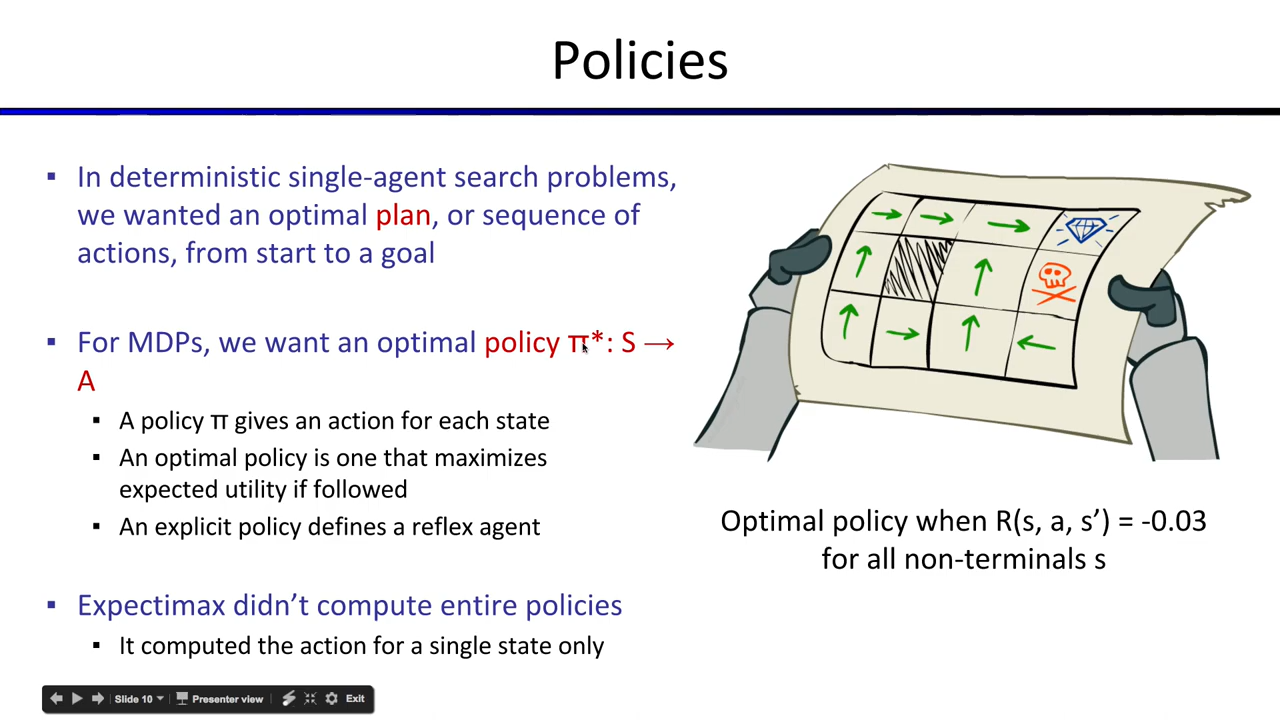 Policies
▪ In deterministic single-agent search problems,
we wanted an optimal plan, or sequence of
actions, from start to a goal
▪ For MDPs, we want an optimal policy π*: S →
A
▪ A policy π gives an action for each state
▪ An optimal policy is one that maximizes
expected utility if followed
▪ An explicit policy defines a reflex agent
▪ Expectimax didn’t compute entire policies
▪ It computed the action for a single state only
Optimal policy when R(s, a, s’) = -0.03
for all non-terminals s
Slide 10 Presenter view Exit